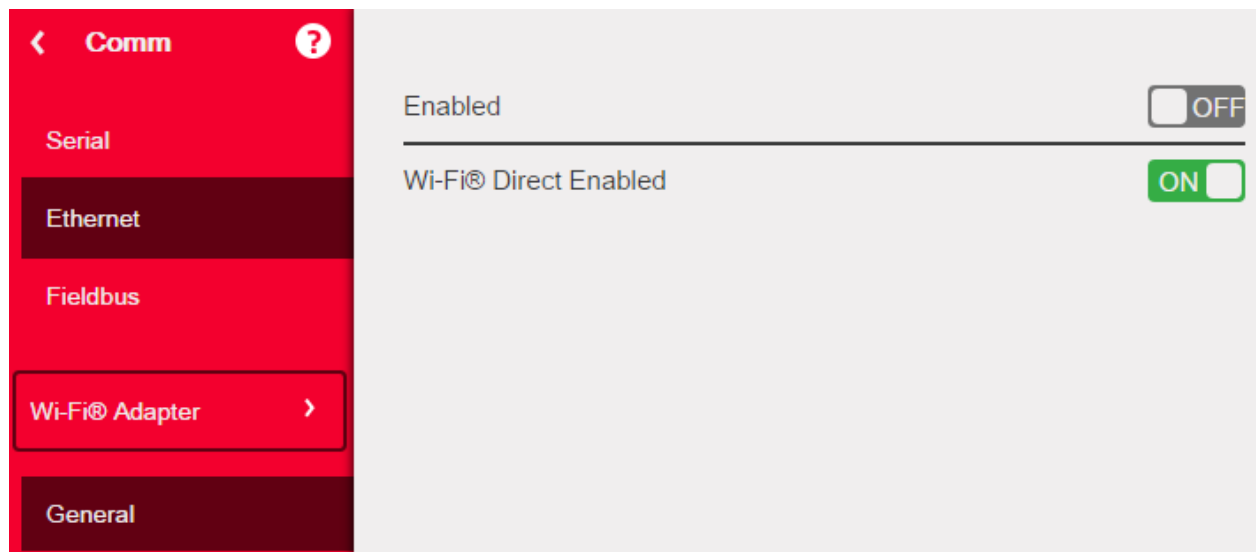 Comm ?
Serial
Ethernet
Fieldbus
Wi-Fi® Adapter
General
Enabled OFF
Wi-Fi® Direct Enabled ON